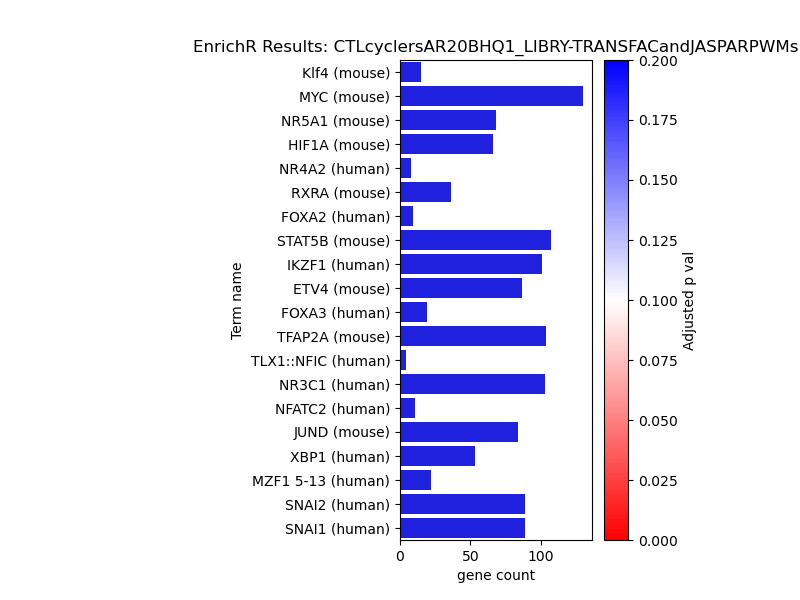 EnrichR Results: CTLcyclersAR20BHQ1_LIBRY-TRANSFACandJASPARPWMs
Klf4 (mouse)
MYC (mouse)
NR5A1 (mouse)
HIF1A (mouse)
NR4A2 (human)
RXRA (mouse)
FOXA2 (human)
STAT5B (mouse)
IKZF1 (human)
ETV4 (mouse)
FOXA3 (human)
TFAP2A (mouse)
TLX1::NFIC (human)
NR3C1 (human)
NFATC2 (human)
JUND (mouse)
XBP1 (human)
MZF1 5-13 (human)
SNAI2 (human)
SNAI1 (human)
Term name
0 50 100
gene count
0.200
0.175
0.150
0.125
0.100
0.075
0.050
0.025
0.000
Adjusted p val